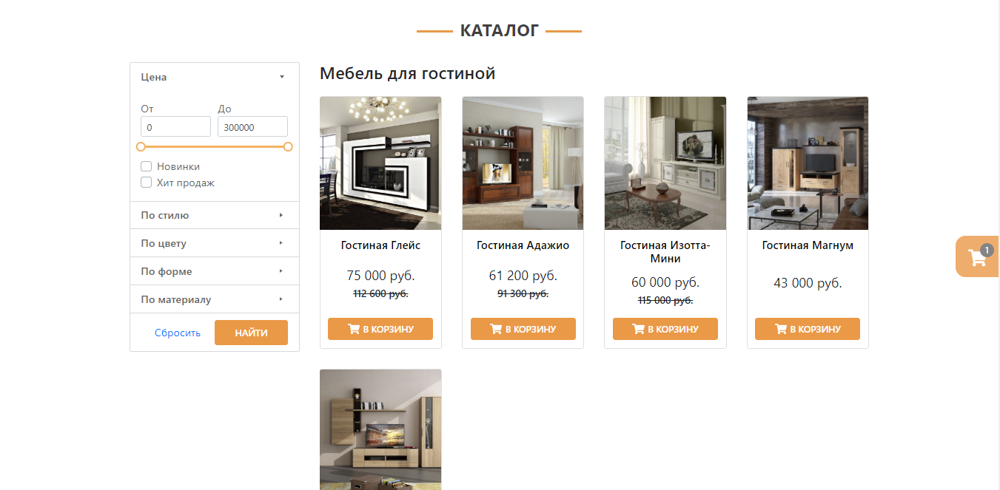 КАТАЛОГ
Цена
От
До
0
300000
Новинки
Хит продаж
По стилю
По цвету
По форме
По материалу
Сбросить
НАЙТИ
Мебель для гостиной
Гостиная Глейс
75 000 руб.
112 600 руб.
В КОРЗИНУ
Гостиная Адажио
61 200 руб.
91 300 руб.
В КОРЗИНУ
Гостиная Изотта-
Мини
60 000 руб.
115 000 руб.
В КОРЗИНУ
Гостиная Магнум
43 000 руб.
В КОРЗИНУ
1